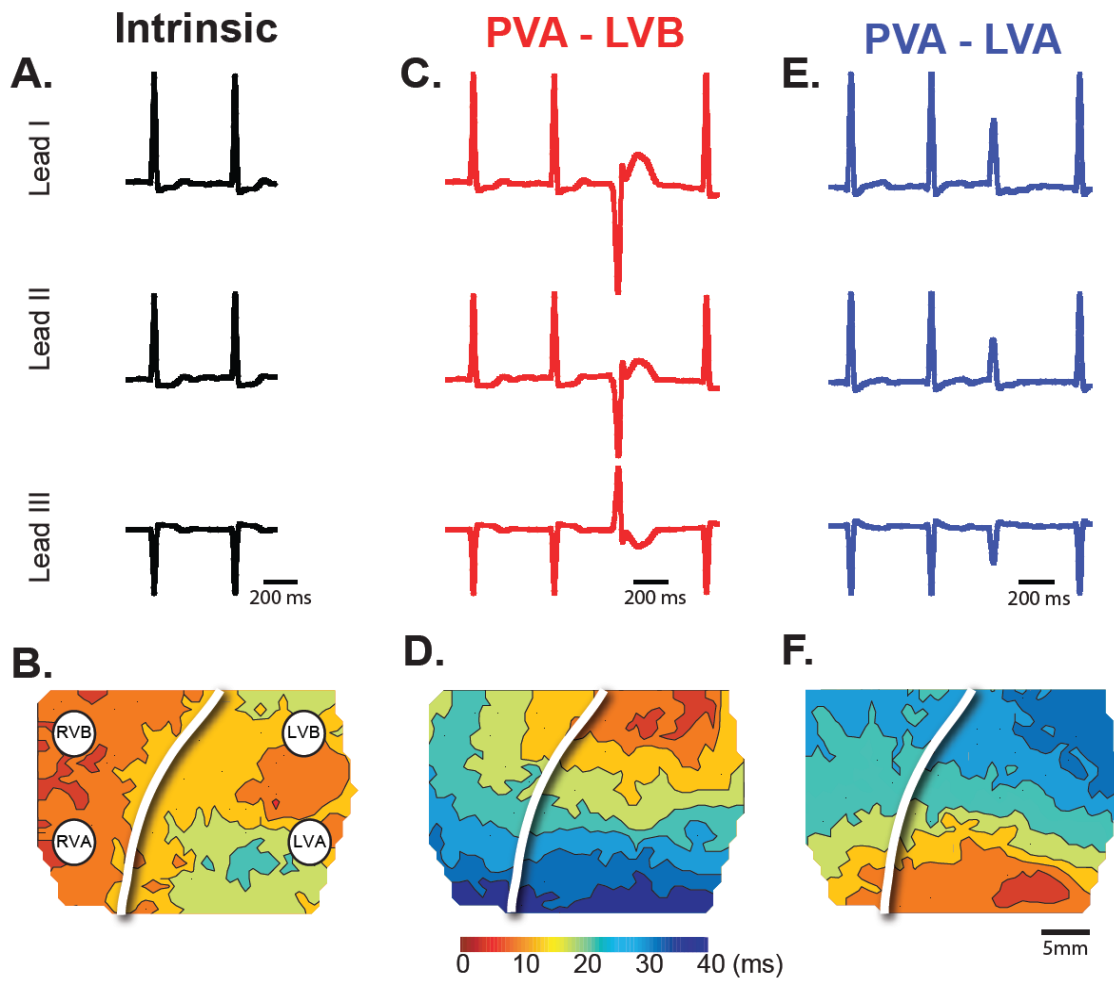 Intrinsic
PVA - LVB
PVA - LVA
A.
C.
E.
Lead I
Lead II
Lead III
200 ms
200 ms
200 ms
B.
D.
F.
RVB
LVB
RVA
LVA
0 10 20 30 40 (ms)
5mm